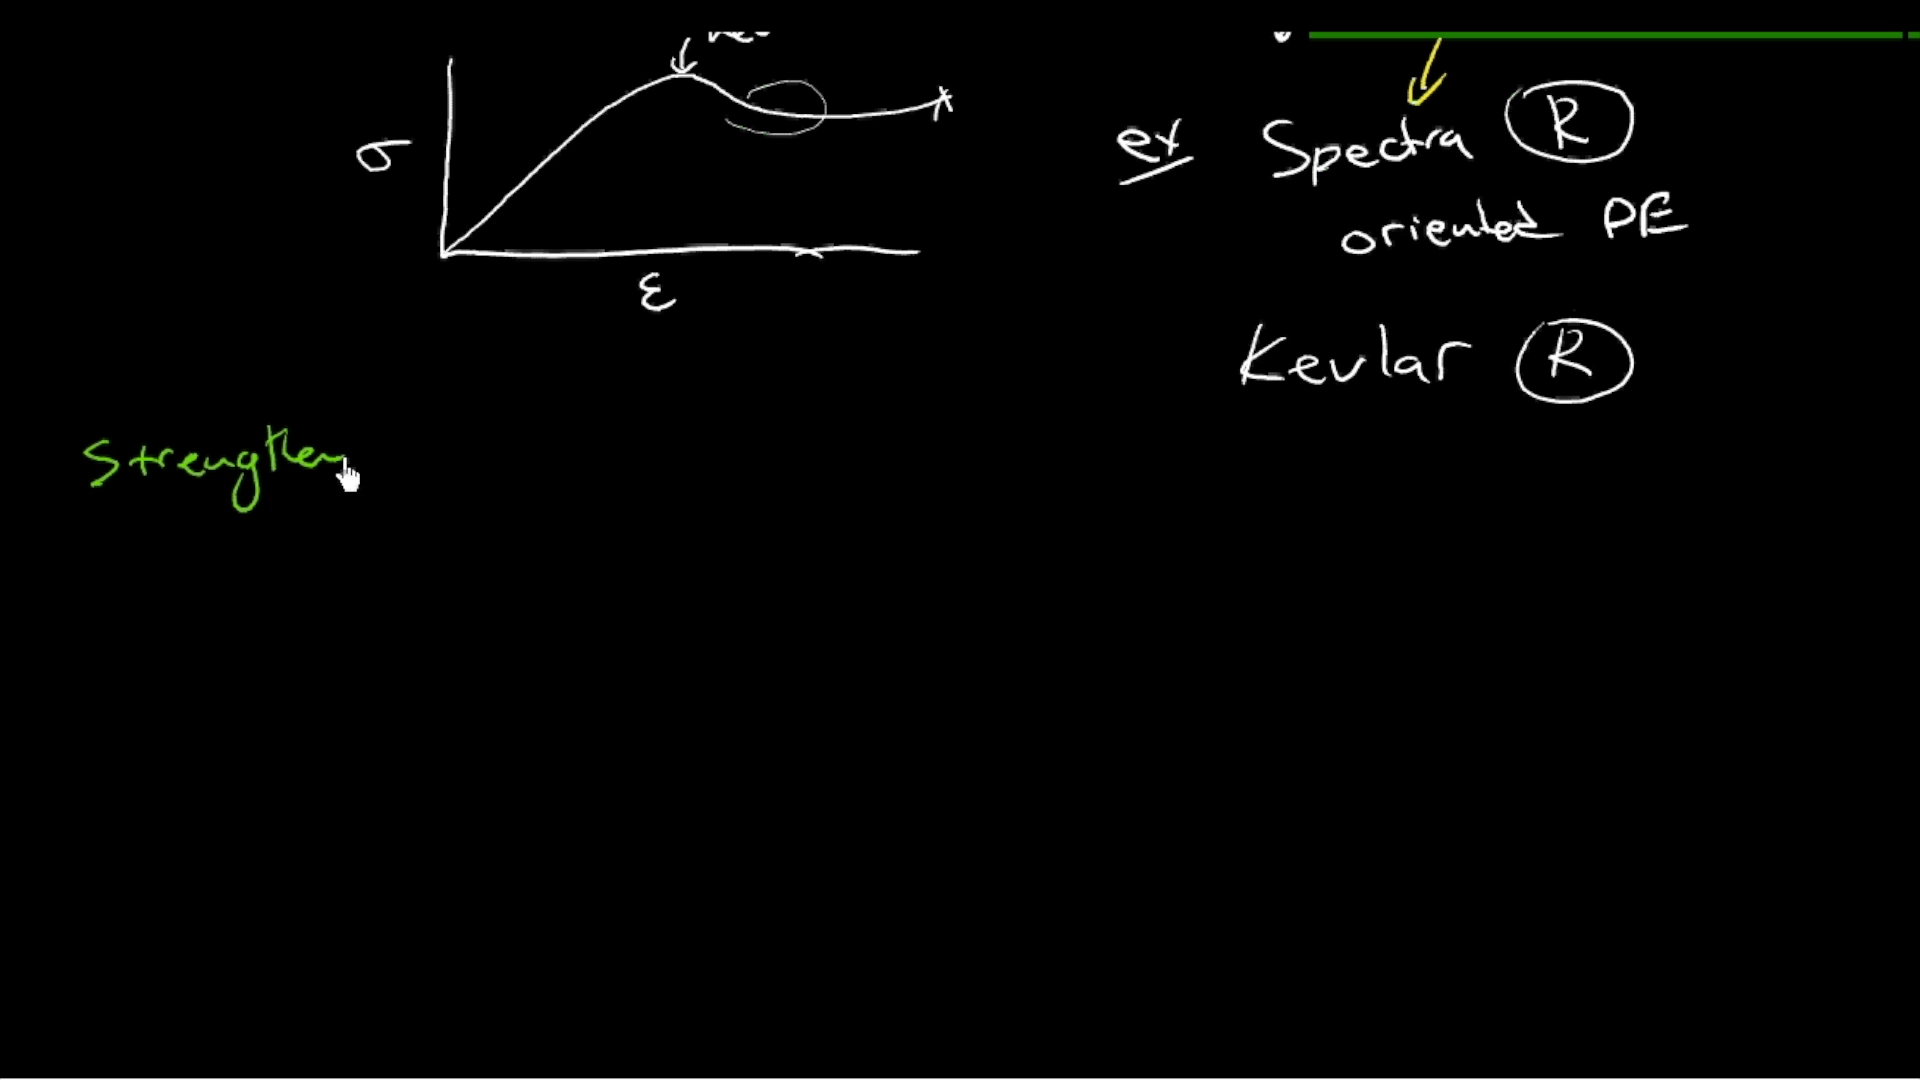 σ
ε
ex Spectra ®
oriented PE
Kevlar ®
Strengthen